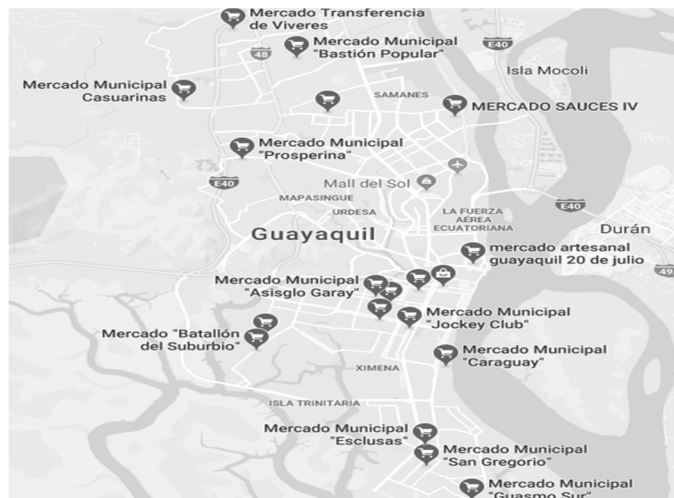 Mercado Transferencia
de Viveres
48
Mercado Municipal
"Bastión Popular"
E40
Isla Mocoli
Mercado Municipal
Casuarinas
SAMANES
MERCADO SAUCES IV
Mercado Municipal
"Prosperina"
E40
Mall del Sol
MAPASINGUE
URDESA
LA FUERZA
AÉREA
ECUATORIANA
E40
Durán
Guayaquil
mercado artesanal
guayaquil 20 de julio
49A
Mercado Municipal
"Asisglo Garay"
Mercado "Batallón
del Suburbio"
Mercado Municipal
"Jockey Club"
Mercado Municipal
"Caraguay"
XIMENA
ISLA TRINITARIA
Mercado Municipal
"Esclusas"
Mercado Municipal
"San Gregorio"
Mercado Municipal
"Guasmo Sur"